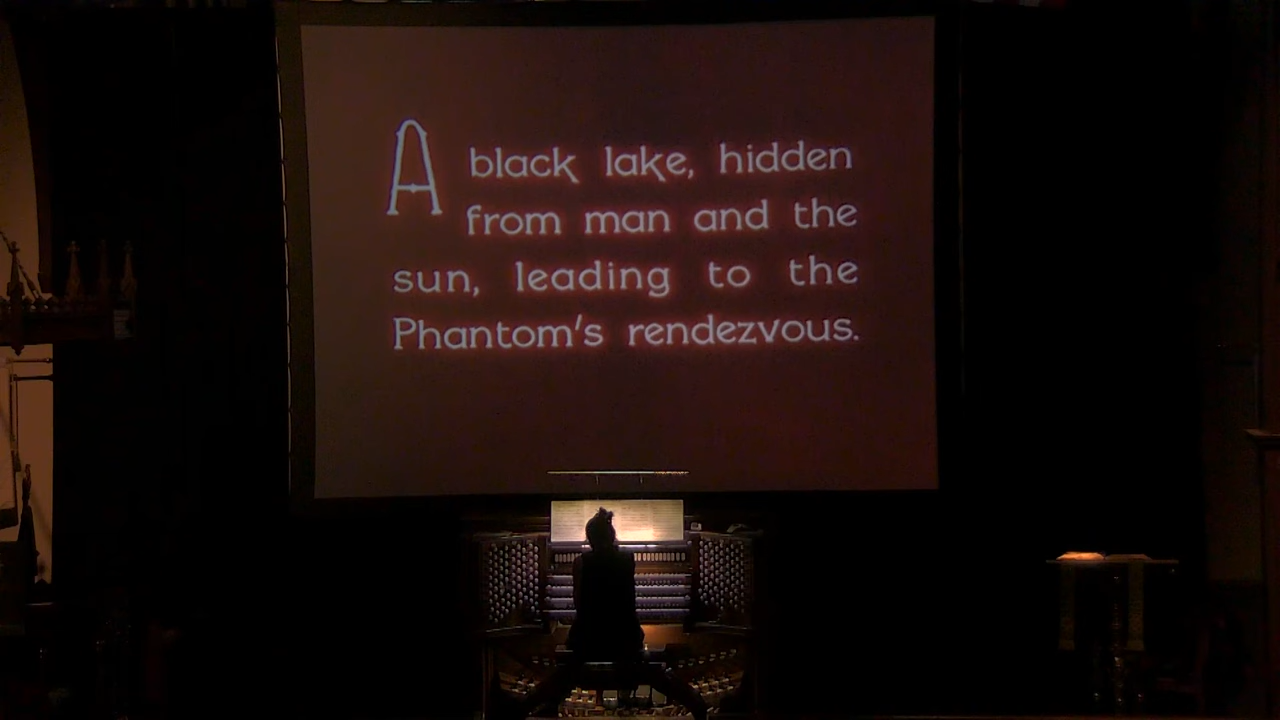 A black lake, hidden
from man and the
sun, leading to the
Phantom's rendezvous.